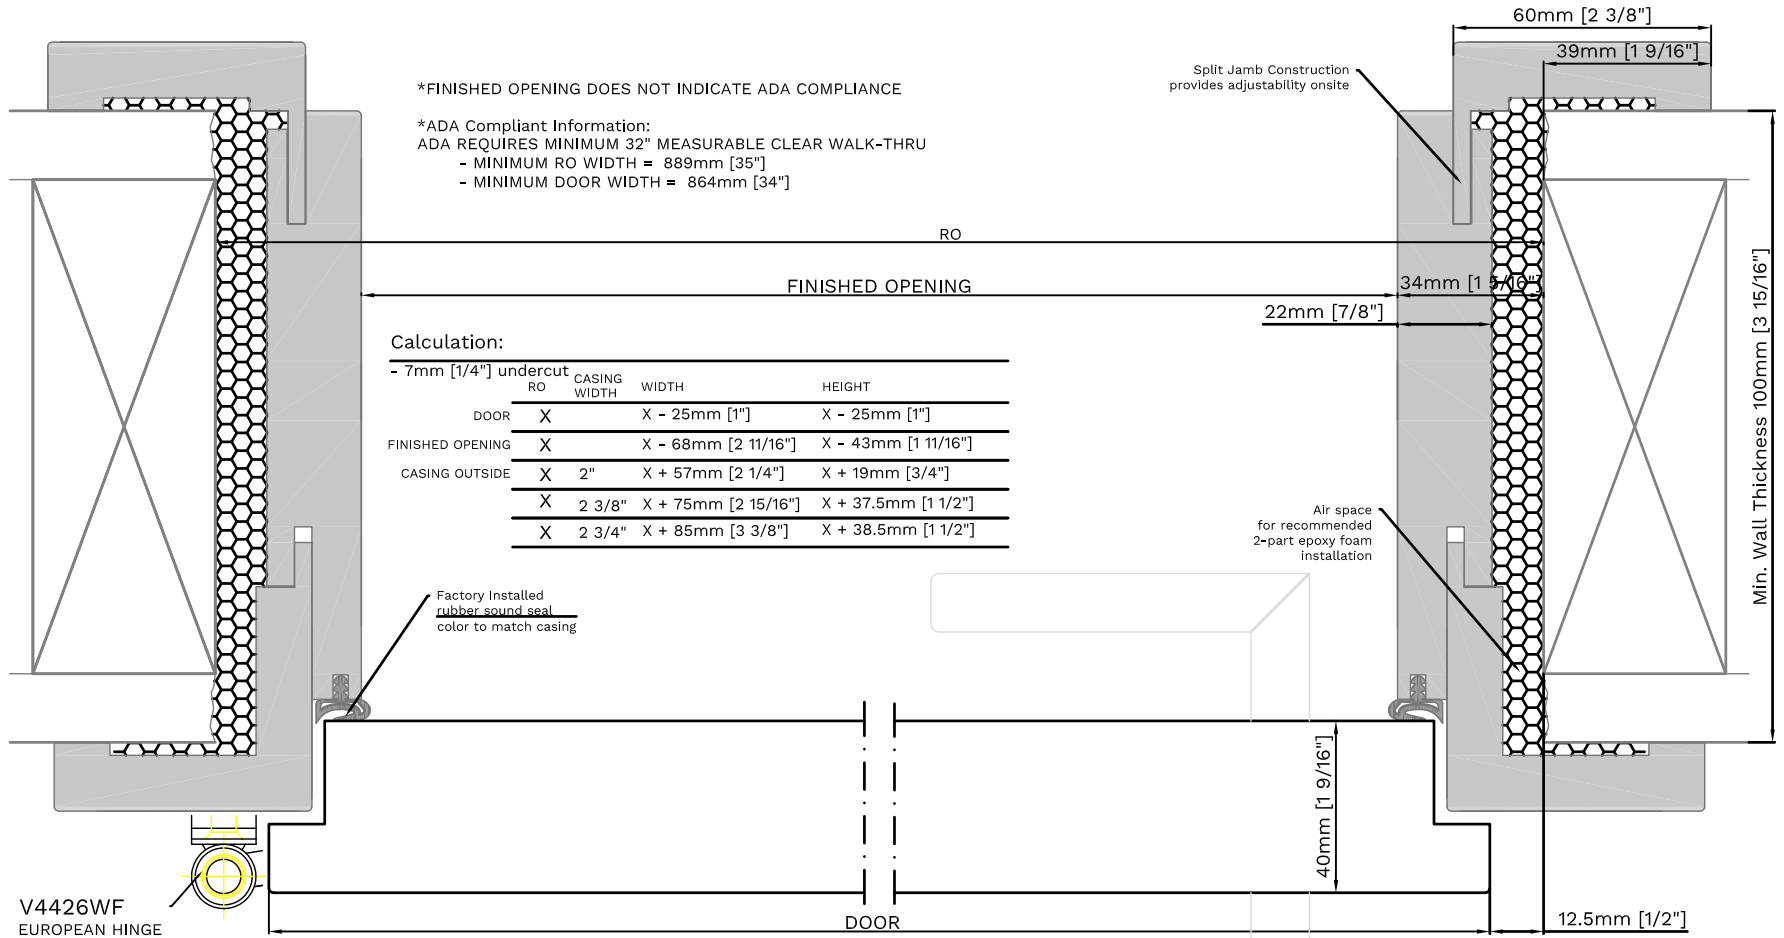 60mm [2 3/8"]
39mm [1 9/16"]
Split Jamb Construction
provides adjustability onsite
*FINISHED OPENING DOES NOT INDICATE ADA COMPLIANCE
*ADA Compliant Information:
ADA REQUIRES MINIMUM 32" MEASURABLE CLEAR WALK-THRU
- MINIMUM RO WIDTH = 889mm [35"]
- MINIMUM DOOR WIDTH = 864mm [34"]
RO
FINISHED OPENING
34mm [1 5/16"]
22mm [7/8"]
Min. Wall Thickness 100mm [3 15/16"]
Calculation:
- 7mm [1/4"] undercut
RO CASING WIDTH HEIGHT
WIDTH
DOOR X X - 25mm [1"] X - 25mm [1"]
FINISHED OPENING X X - 68mm [2 11/16"] X - 43mm [1 11/16"]
CASING OUTSIDE X 2" X + 57mm [2 1/4"] X + 19mm [3/4"]
X 2 3/8" X + 75mm [2 15/16"] X + 37.5mm [1 1/2"]
X 2 3/4" X + 85mm [3 3/8"] X + 38.5mm [1 1/2"]
Air space
for recommended
2-part epoxy foam
installation
Factory Installed
rubber sound seal
color to match casing
40mm [1 9/16"]
V4426WF
EUROPEAN HINGE
DOOR
12.5mm [1/2"]